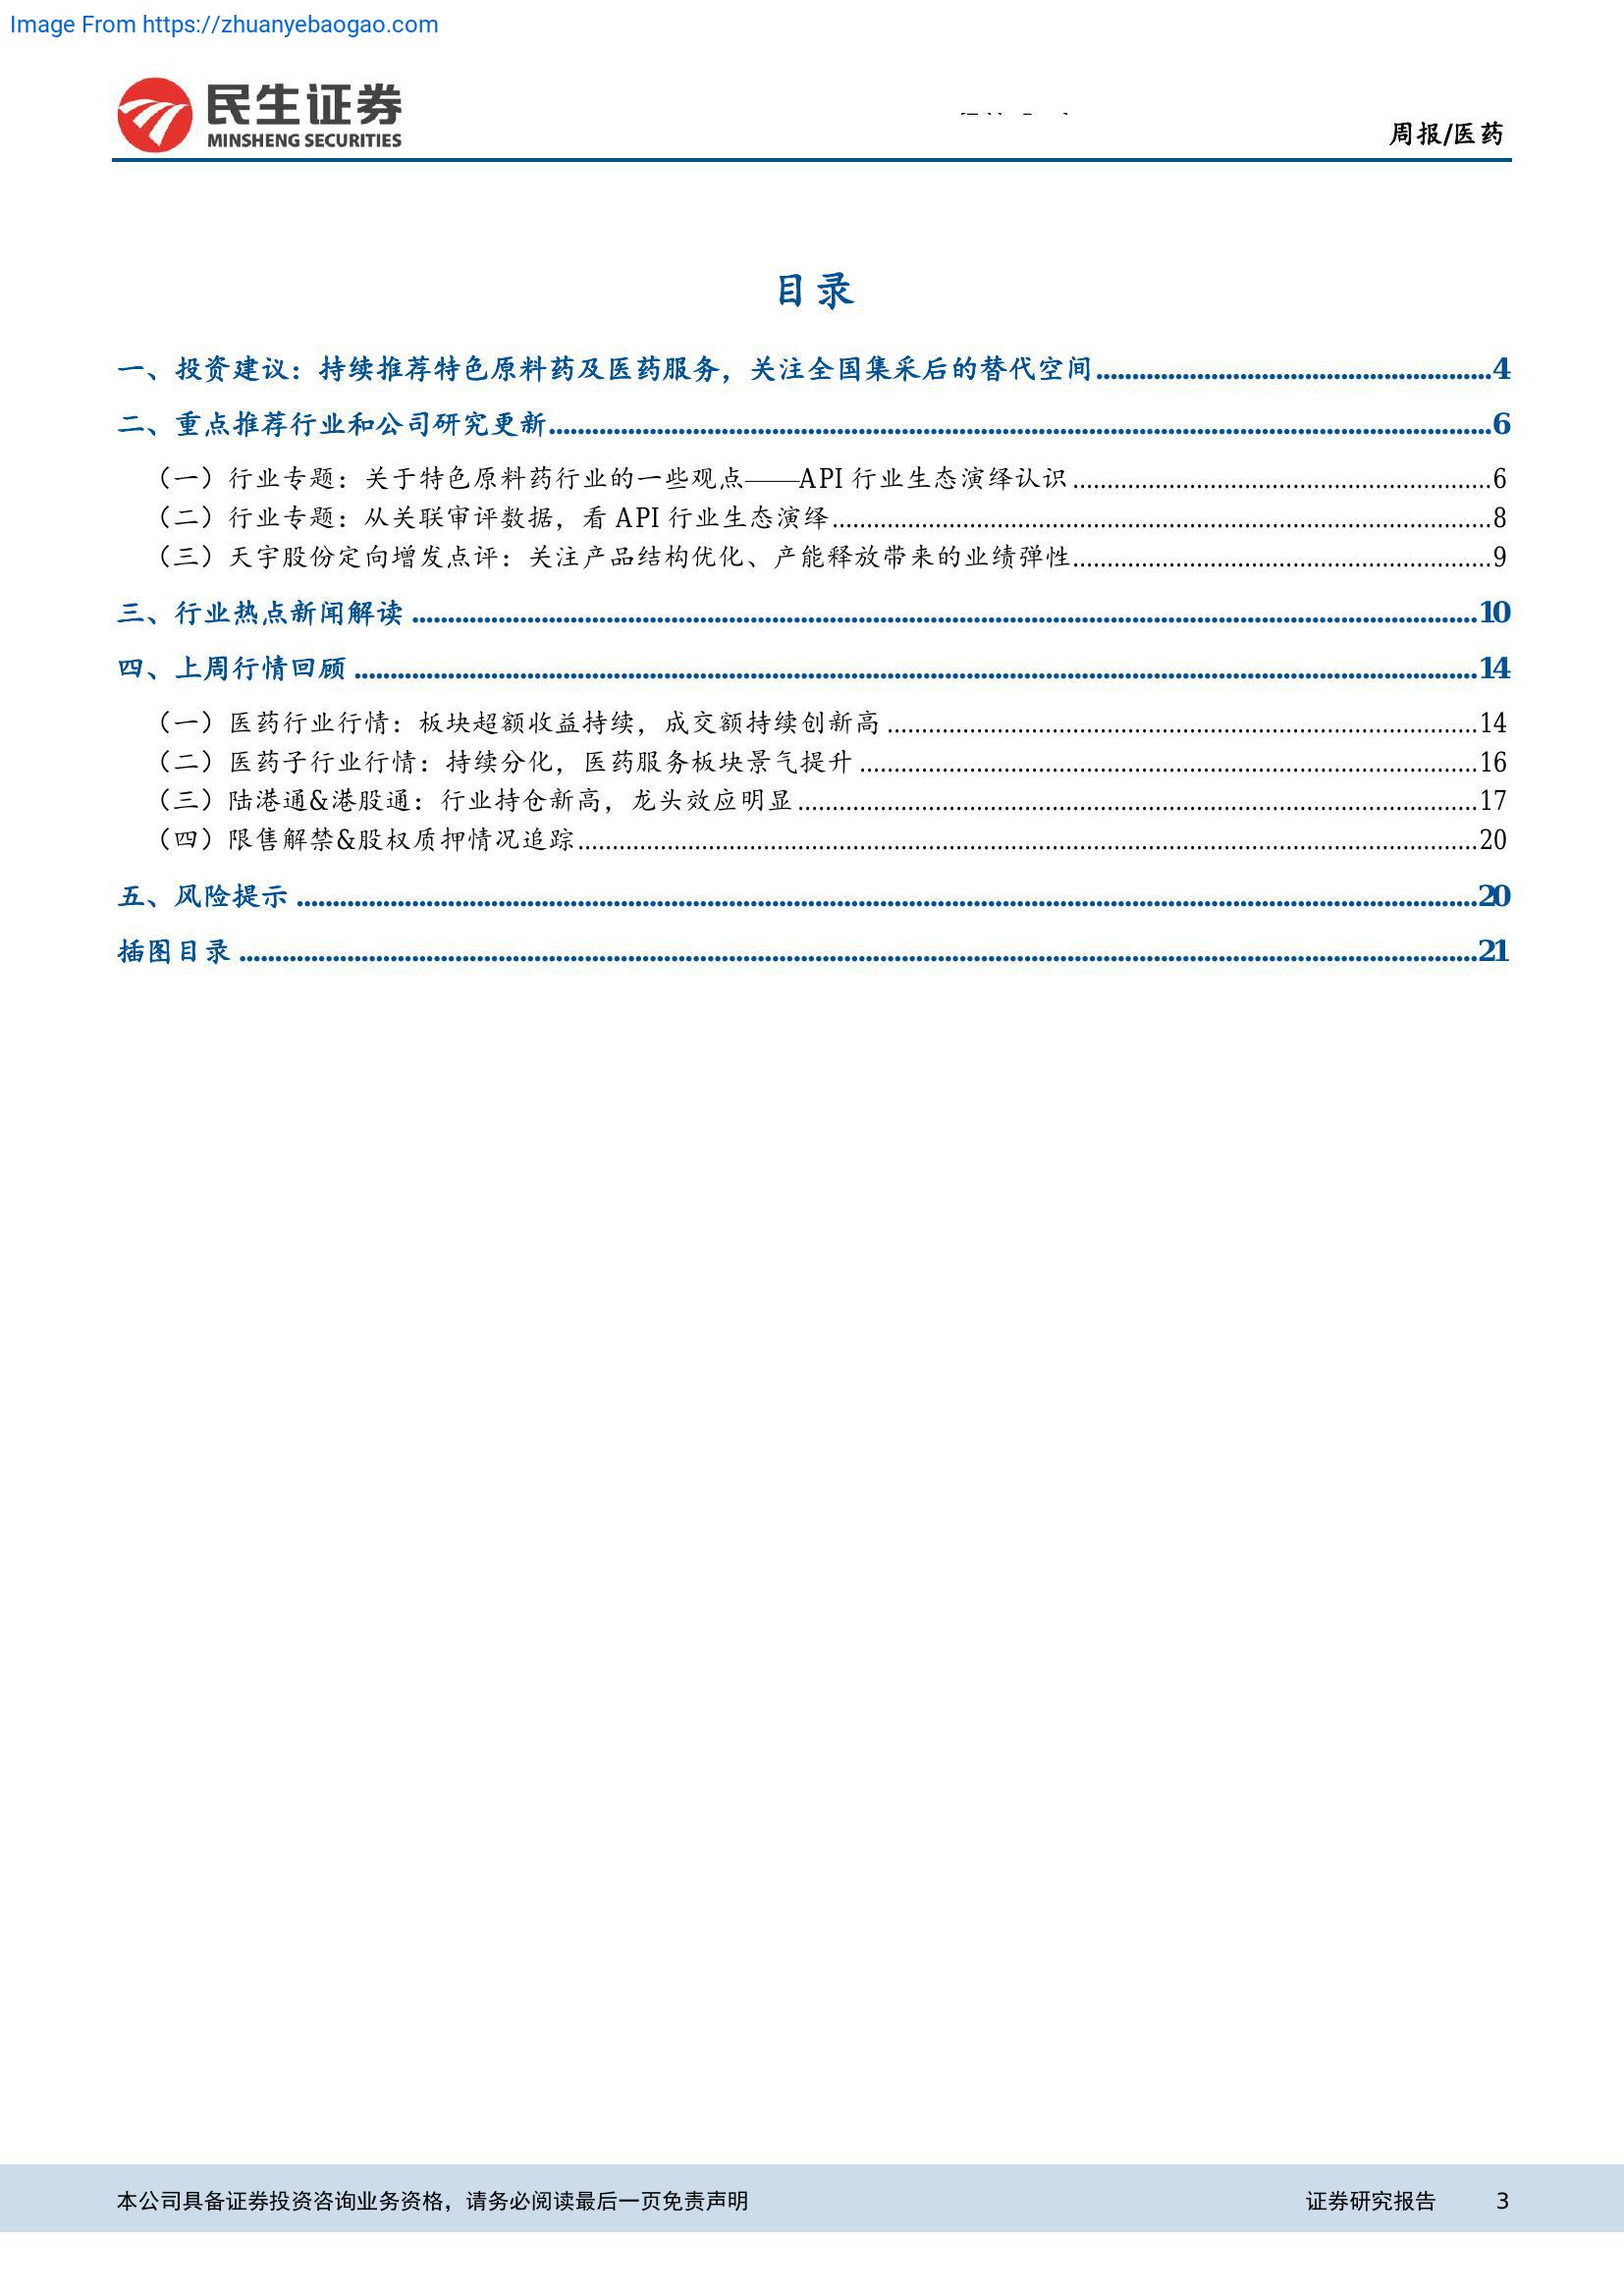 Image From https://zhuanyebaogao.com
民生证券
MINSHENG SECURITIES
周报/医药
目录
一、投资建议：持续推荐特色原料药及医药服务，关注全国集采后的替代空间........................................................4
二、重点推荐行业和公司研究更新........................................................6
（一）行业专题：关于特色原料药行业的一些观点——API 行业生态演绎认识........................................................6
（二）行业专题：从关联审评数据，看 API 行业生态演绎........................................................8
（三）天宇股份定向增发点评：关注产品结构优化、产能释放带来的业绩弹性........................................................9
三、行业热点新闻解读 ........................................................10
四、上周行情回顾 ........................................................14
（一）医药行业行情：板块超额收益持续，成交额持续创新高 ........................................................14
（二）医药子行业行情：持续分化，医药服务板块景气提升 ........................................................16
（三）陆港通&港股通：行业持仓新高，龙头效应明显 ........................................................17
（四）限售解禁&股权质押情况追踪........................................................20
五、风险提示 ........................................................20
插图目录 ........................................................21
本公司具备证券投资咨询业务资格，请务必阅读最后一页免责声明
证券研究报告 3